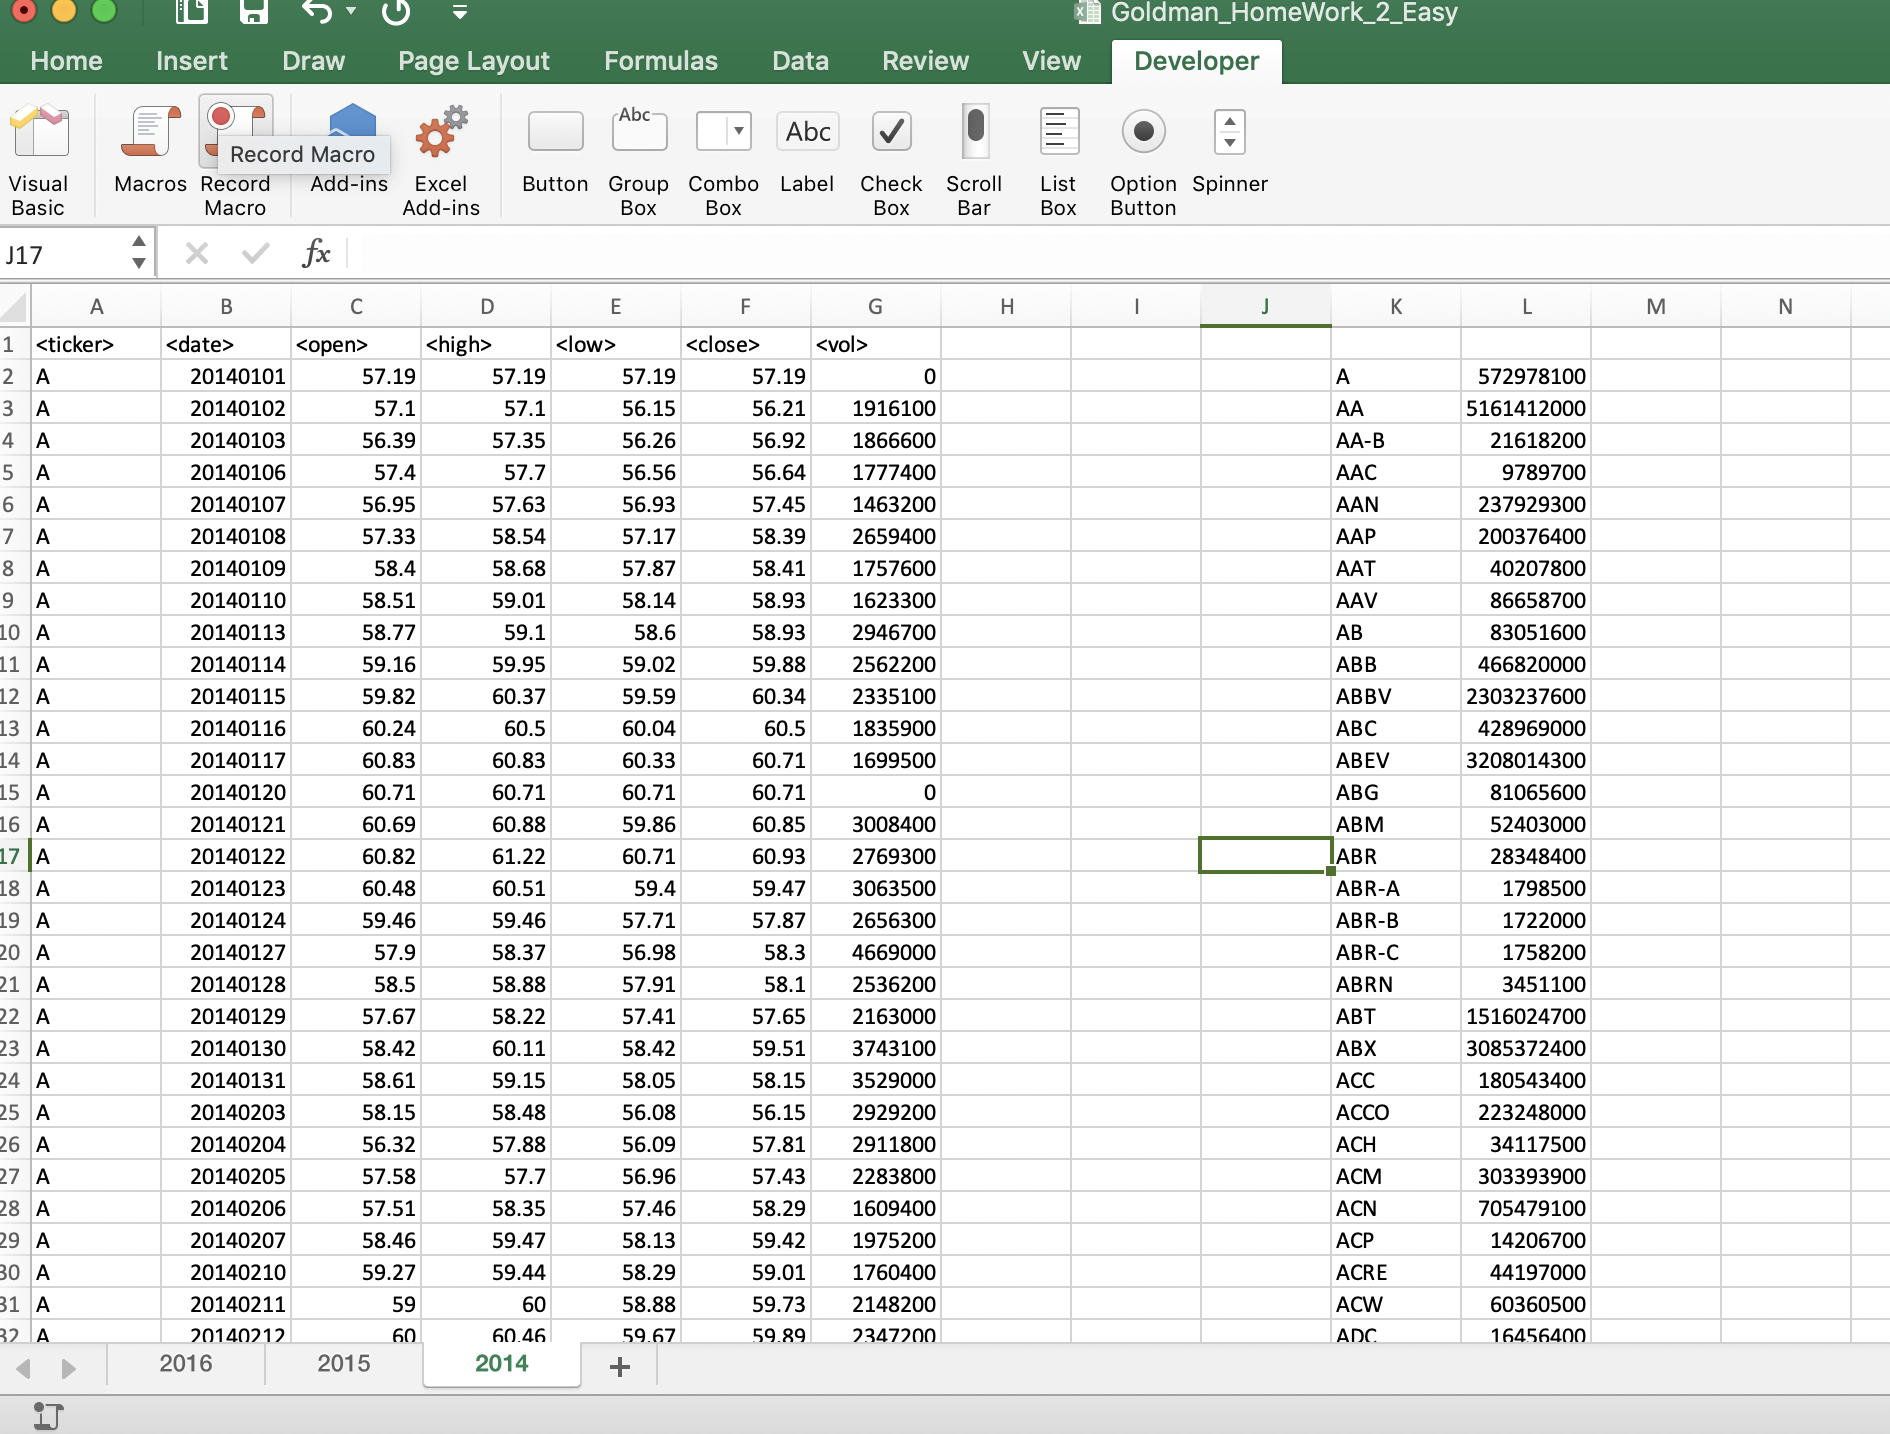 Goldman_HomeWork_2_Easy
Home Insert Draw Page Layout Formulas Data Review View Developer
Abc Abc
Record Macro
Visual Basic Macros Record Macro Add-ins Excel Add-ins Button Group Box Combo Box Label Check Box Scroll Bar List Box Option Button Spinner
J17 fx
A B C D E F G H I J K L M N
1 <ticker> <date> <open> <high> <low> <close> <vol>
2 A 20140101 57.19 57.19 57.19 57.19 0 A 572978100
3 A 20140102 57.1 57.1 56.15 56.21 1916100 AA 5161412000
4 A 20140103 56.39 57.35 56.26 56.92 1866600 AA-B 21618200
5 A 20140106 57.4 57.7 56.56 56.64 1777400 AAC 9789700
6 A 20140107 56.95 57.63 56.93 57.45 1463200 AAN 237929300
7 A 20140108 57.33 58.54 57.17 58.39 2659400 AAP 200376400
8 A 20140109 58.4 58.68 57.87 58.41 1757600 AAT 40207800
9 A 20140110 58.51 59.01 58.14 58.93 1623300 AAV 86658700
10 A 20140113 58.77 59.1 58.6 58.93 2946700 AB 83051600
11 A 20140114 59.16 59.95 59.02 59.88 2562200 ABB 466820000
12 A 20140115 59.82 60.37 59.59 60.34 2335100 ABBV 2303237600
13 A 20140116 60.24 60.5 60.04 60.5 1835900 ABC 428969000
14 A 20140117 60.83 60.83 60.33 60.71 1699500 ABEV 3208014300
15 A 20140120 60.71 60.71 60.71 60.71 0 ABG 81065600
16 A 20140121 60.69 60.88 59.86 60.85 3008400 ABM 52403000
17 A 20140122 60.82 61.22 60.71 60.93 2769300 ABR 28348400
18 A 20140123 60.48 60.51 59.4 59.47 3063500 ABR-A 1798500
19 A 20140124 59.46 59.46 57.71 57.87 2656300 ABR-B 1722000
20 A 20140127 57.9 58.37 56.98 58.3 4669000 ABR-C 1758200
21 A 20140128 58.5 58.88 57.91 58.1 2536200 ABRN 3451100
22 A 20140129 57.67 58.22 57.41 57.65 2163000 ABT 1516024700
23 A 20140130 58.42 60.11 58.42 59.51 3743100 ABX 3085372400
24 A 20140131 58.61 59.15 58.05 58.15 3529000 ACC 180543400
25 A 20140203 58.15 58.48 56.08 56.15 2929200 ACCO 223248000
26 A 20140204 56.32 57.88 56.09 57.81 2911800 ACH 34117500
27 A 20140205 57.58 57.7 56.96 57.43 2283800 ACM 303393900
28 A 20140206 57.51 58.35 57.46 58.29 1609400 ACN 705479100
29 A 20140207 58.46 59.47 58.13 59.42 1975200 ACP 14206700
30 A 20140210 59.27 59.44 58.29 59.01 1760400 ACRE 44197000
31 A 20140211 59 60 58.88 59.73 2148200 ACW 60360500
32 A 20140212 60 60.46 59.67 59.89 2347200 ADC 16456400
2016 2015 2014 +